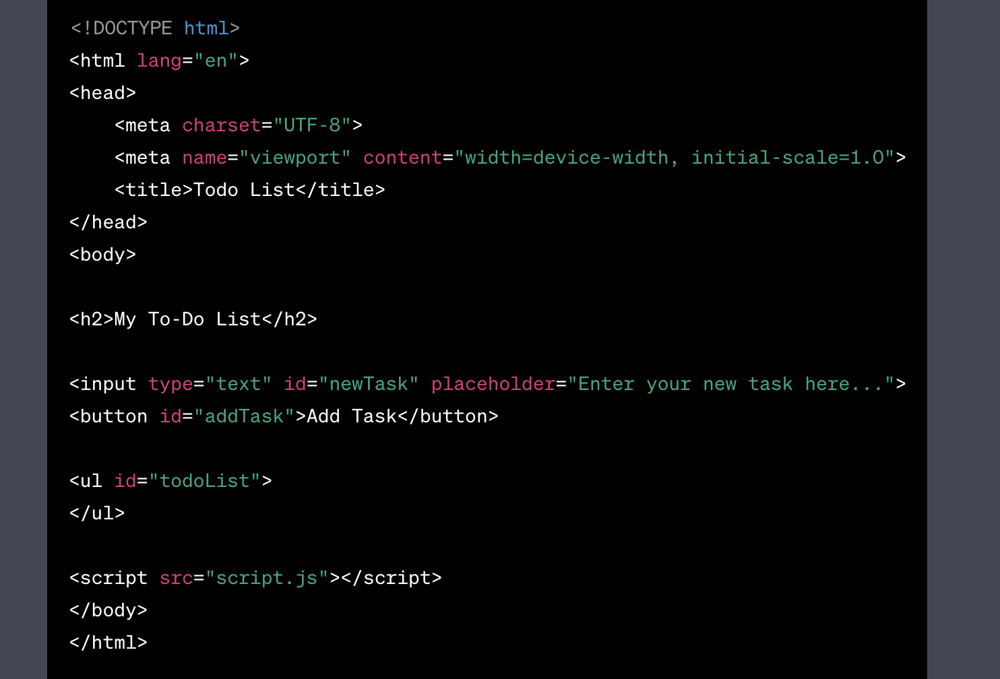 <!DOCTYPE html>
<html lang="en">
<head>
    <meta charset="UTF-8">
    <meta name="viewport" content="width=device-width, initial-scale=1.0">
    <title>Todo List</title>
</head>
<body>

<h2>My To-Do List</h2>

<input type="text" id="newTask" placeholder="Enter your new task here...">
<button id="addTask">Add Task</button>

<ul id="todoList">
</ul>

<script src="script.js"></script>
</body>
</html>